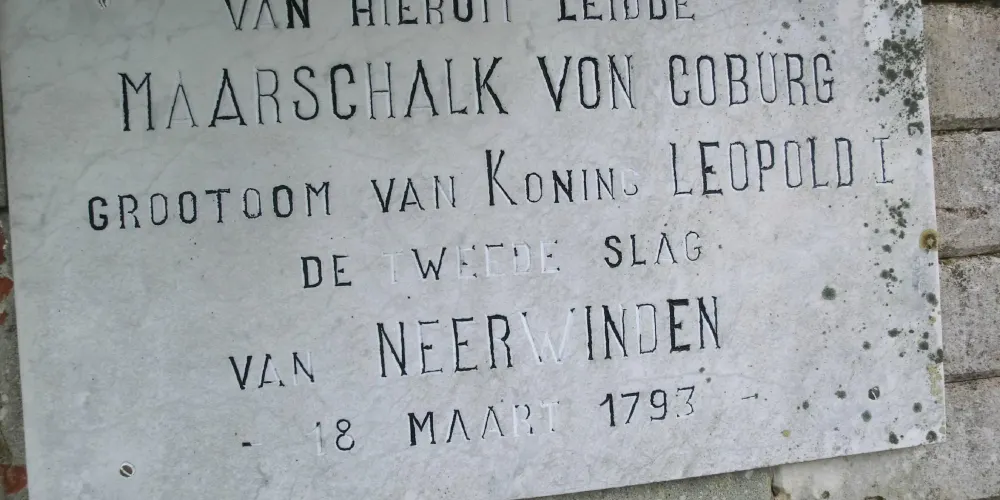 VAN HIERUIT LEIDDE
MAARSCHALK VON COBURG
GROOTOOM VAN KONING LEOPOLD I
DE TWEEDE SLAG
VAN NEERWINDEN
- 18 MAART 1793 -